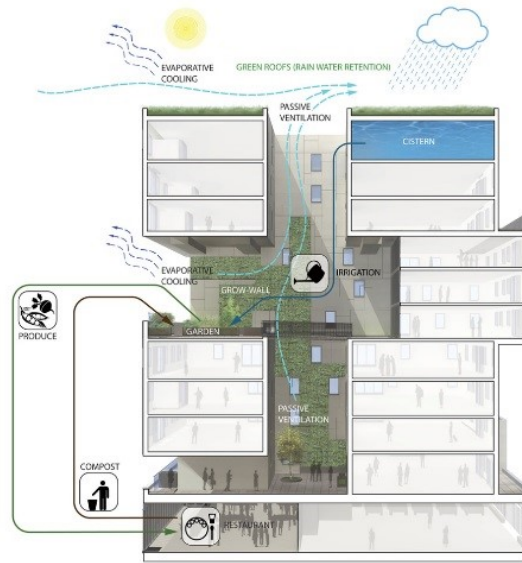 EVAPORATIVE
COOLING
GREEN ROOFS (RAIN WATER RETENTION)
PASSIVE
VENTILATION
CISTERN
EVAPORATIVE
COOLING
GROW-WALL
IRRIGATION
PRODUCE
GARDEN
PASSIVE
VENTILATION
COMPOST
RESTAURANT